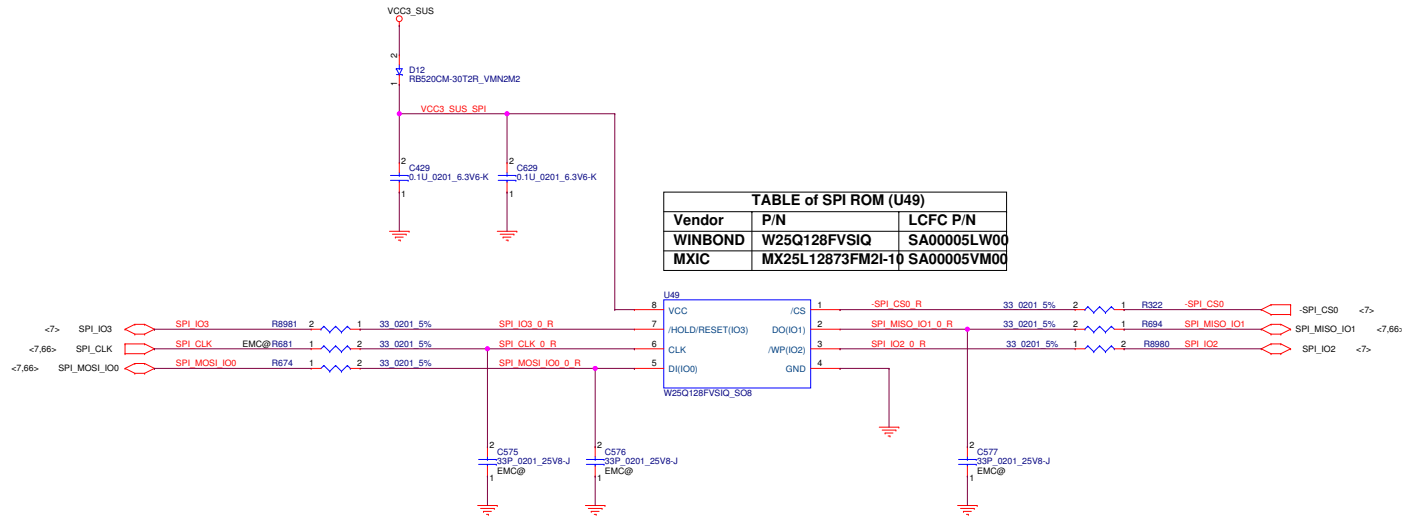 VCC3_SUS
2
D12
RB520CM-30T2R_VMN2M2
1
VCC3_SUS_SPI
2
C429
0.1U_0201_6.3V6-K
1
2
C629
0.1U_0201_6.3V6-K
1
TABLE of SPI ROM (U49)
Vendor P/N LCFC P/N
WINBOND W25Q128FVSIQ SA00005LW00
MXIC MX25L12873FM2I-10 SA00005VM00
U49
8 VCC /CS 1 -SPI_CS0_R 33_0201_5% 2 1 R322 -SPI_CS0 -SPI_CS0 <7>
<7> SPI_IO3 SPI_IO3 R8981 2 1 33_0201_5% SPI_IO3_0_R 7 /HOLD/RESET(IO3) DO(IO1) 2 SPI_MISO_IO1_0_R 33_0201_5% 2 1 R694 SPI_MISO_IO1 SPI_MISO_IO1 <7,66>
<7,66> SPI_CLK SPI_CLK EMC@ R681 1 2 33_0201_5% SPI_CLK_0_R 6 CLK /WP(IO2) 3 SPI_IO2_0_R 33_0201_5% 1 2 R8980 SPI_IO2 SPI_IO2 <7>
<7,66> SPI_MOSI_IO0 SPI_MOSI_IO0 R674 1 2 33_0201_5% SPI_MOSI_IO0_0_R 5 DI(IO0) GND 4
W25Q128FVSIQ_SO8
2
C575
33P_0201_25V8-J
EMC@
1
2
C576
33P_0201_25V8-J
EMC@
1
2
C577
33P_0201_25V8-J
EMC@
1